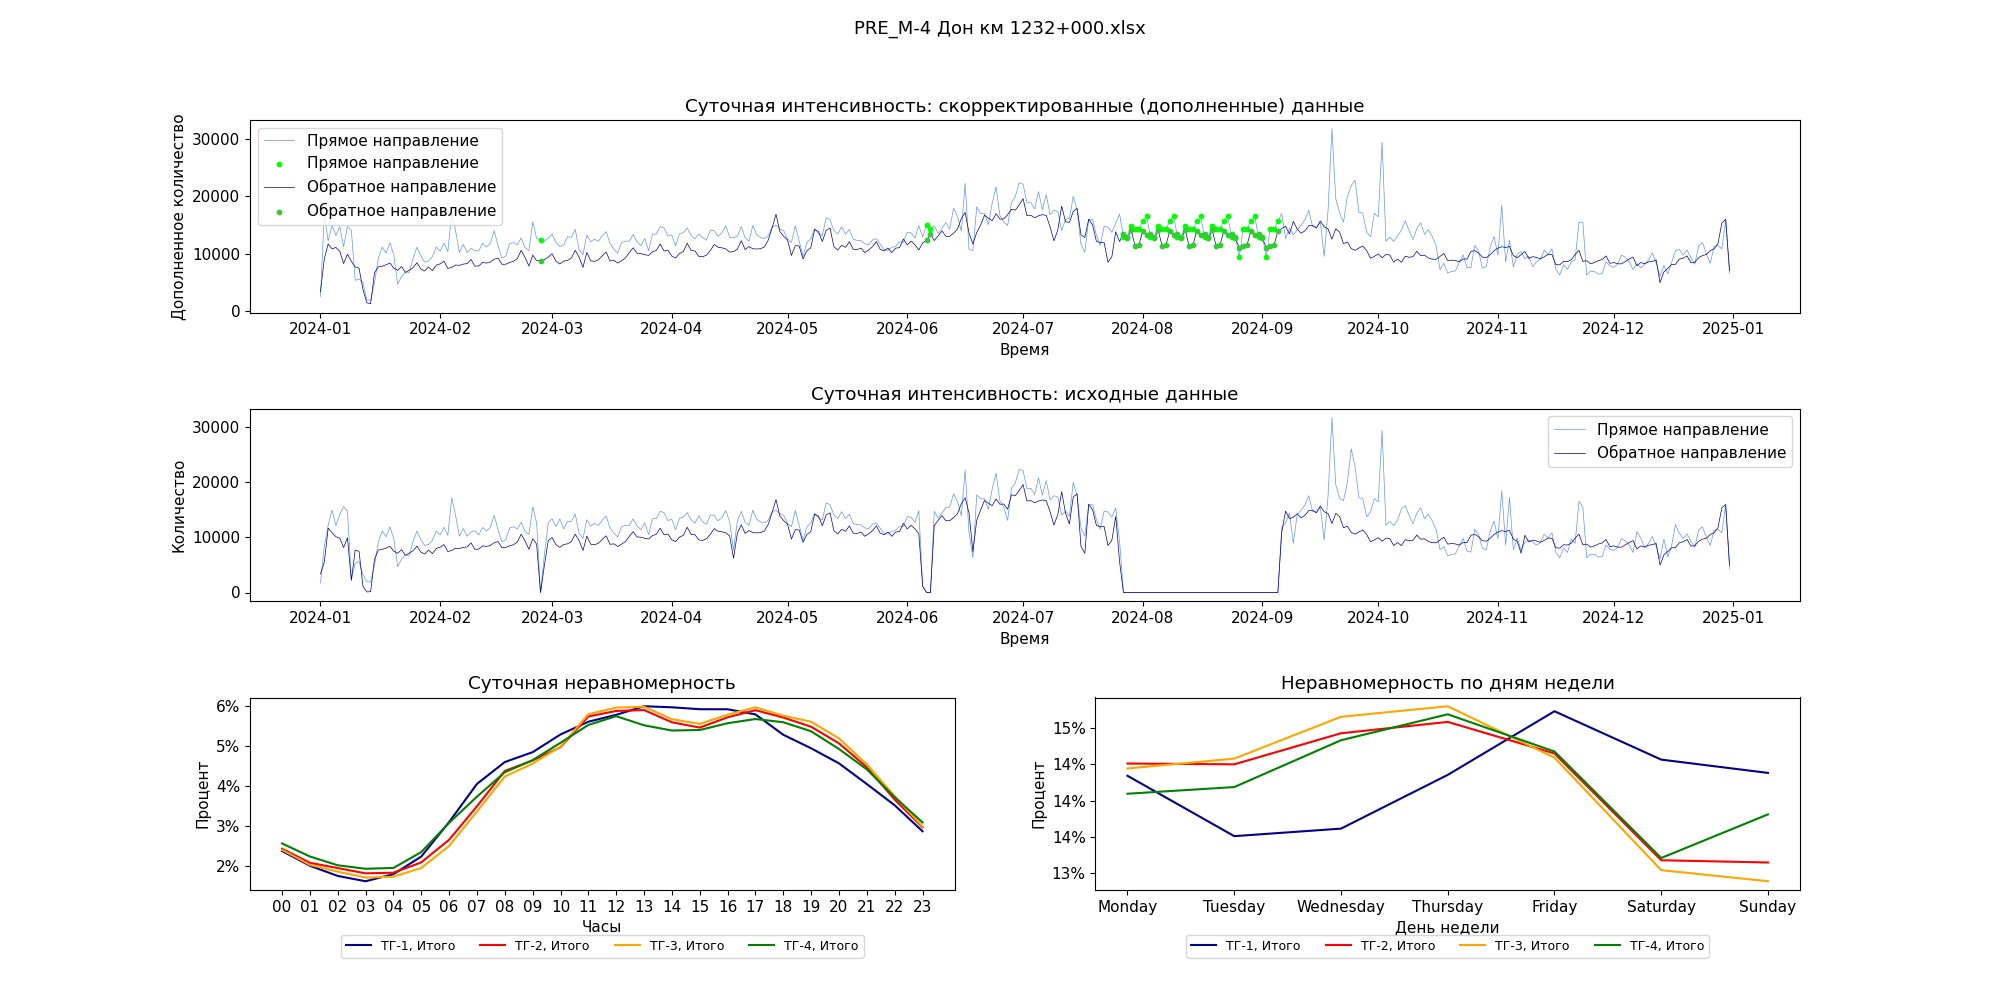 PRE_M-4 Дон км 1232+000.xlsx
Суточная интенсивность: скорректированные (дополненные) данные
Дополненное количество
30000
20000
10000
0
Прямое направление
Прямое направление
Обратное направление
Обратное направление
2024-01 2024-02 2024-03 2024-04 2024-05 2024-06 2024-07 2024-08 2024-09 2024-10 2024-11 2024-12 2025-01
Время
Суточная интенсивность: исходные данные
Количество
30000
20000
10000
0
Прямое направление
Обратное направление
2024-01 2024-02 2024-03 2024-04 2024-05 2024-06 2024-07 2024-08 2024-09 2024-10 2024-11 2024-12 2025-01
Время
Суточная неравномерность
Процент
6%
5%
4%
3%
2%
00 01 02 03 04 05 06 07 08 09 10 11 12 13 14 15 16 17 18 19 20 21 22 23
Часы
ТГ-1, Итого ТГ-2, Итого ТГ-3, Итого ТГ-4, Итого
Неравномерность по дням недели
Процент
15%
14%
14%
14%
13%
Monday Tuesday Wednesday Thursday Friday Saturday Sunday
День недели
ТГ-1, Итого ТГ-2, Итого ТГ-3, Итого ТГ-4, Итого